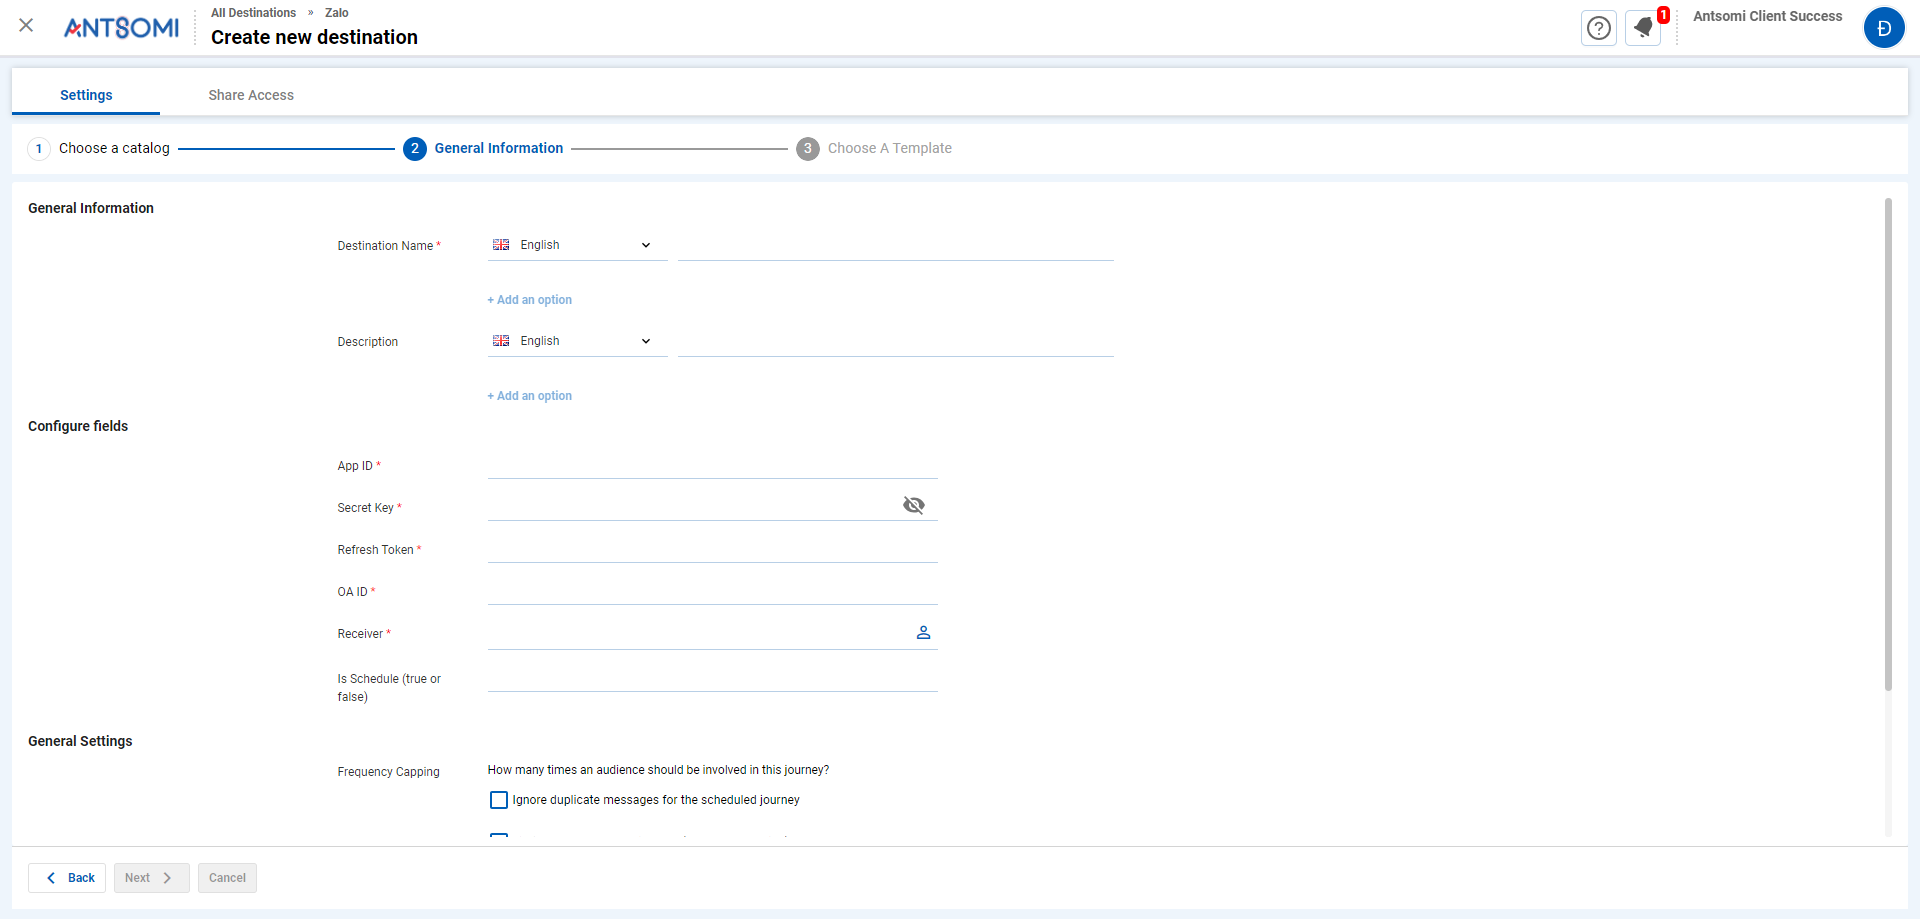 ANTSOMI
All Destinations » Zalo
Create new destination
1
Antsomi Client Success
Đ
Settings
Share Access
1 Choose a catalog
2 General Information
3 Choose A Template
General Information
Destination Name *
English
+ Add an option
Description
English
+ Add an option
Configure fields
App ID *
Secret Key *
Refresh Token *
OA ID *
Receiver *
Is Schedule (true or
false)
General Settings
Frequency Capping
How many times an audience should be involved in this journey?
Ignore duplicate messages for the scheduled journey
Back
Next
Cancel